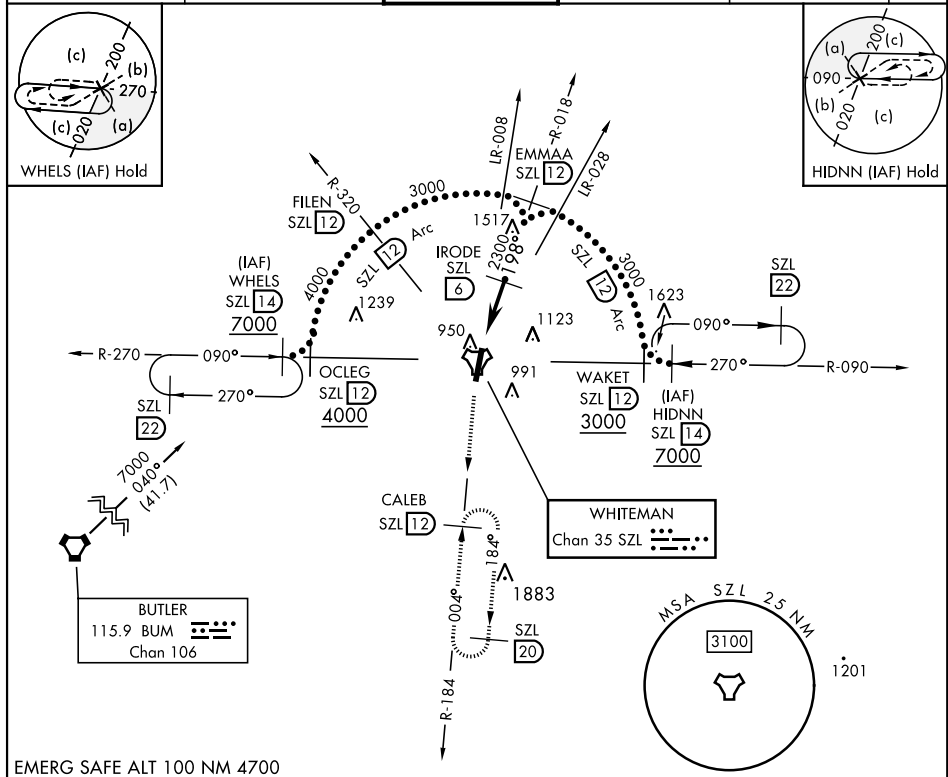 (c)
200
(b)
270
(c)
020
(a)
WHELS (IAF) Hold
(a)
200
(c)
090
(b)
020
(c)
HIDNN (IAF) Hold
LR-008
R-018
LR-028
EMMAA
SZL 12
3000
R-320
FILEN
SZL 12
SZL 12 Arc
1517
2300
198°
IRODE
SZL
6
SZL 12 Arc
3000
4000
(IAF)
WHELS
SZL 14
7000
1239
1623
SZL
22
950
1123
090°
R-270
090°
270°
R-090
270°
OCLEG
SZL 12
4000
991
WAKET
SZL 12
3000
(IAF)
HIDNN
SZL 14
7000
SZL
22
7000
040°
(41.7)
CALEB
SZL 12
WHITEMAN
Chan 35 SZL
184°
004°
1883
BUTLER
115.9 BUM
Chan 106
SZL
20
R-184
MSA SZL 25 NM
3100
1201
EMERG SAFE ALT 100 NM 4700